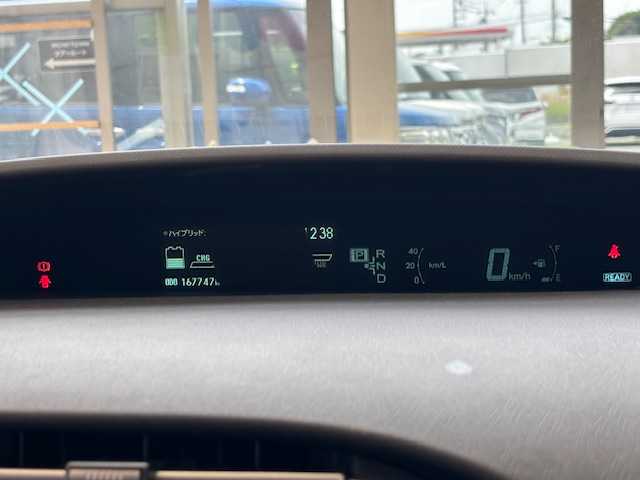 ハイブリッド:
12:38
CHG
ODO 167747km
P
R
N
D
40
20
0
km/L
0 km/h
F
E
READY